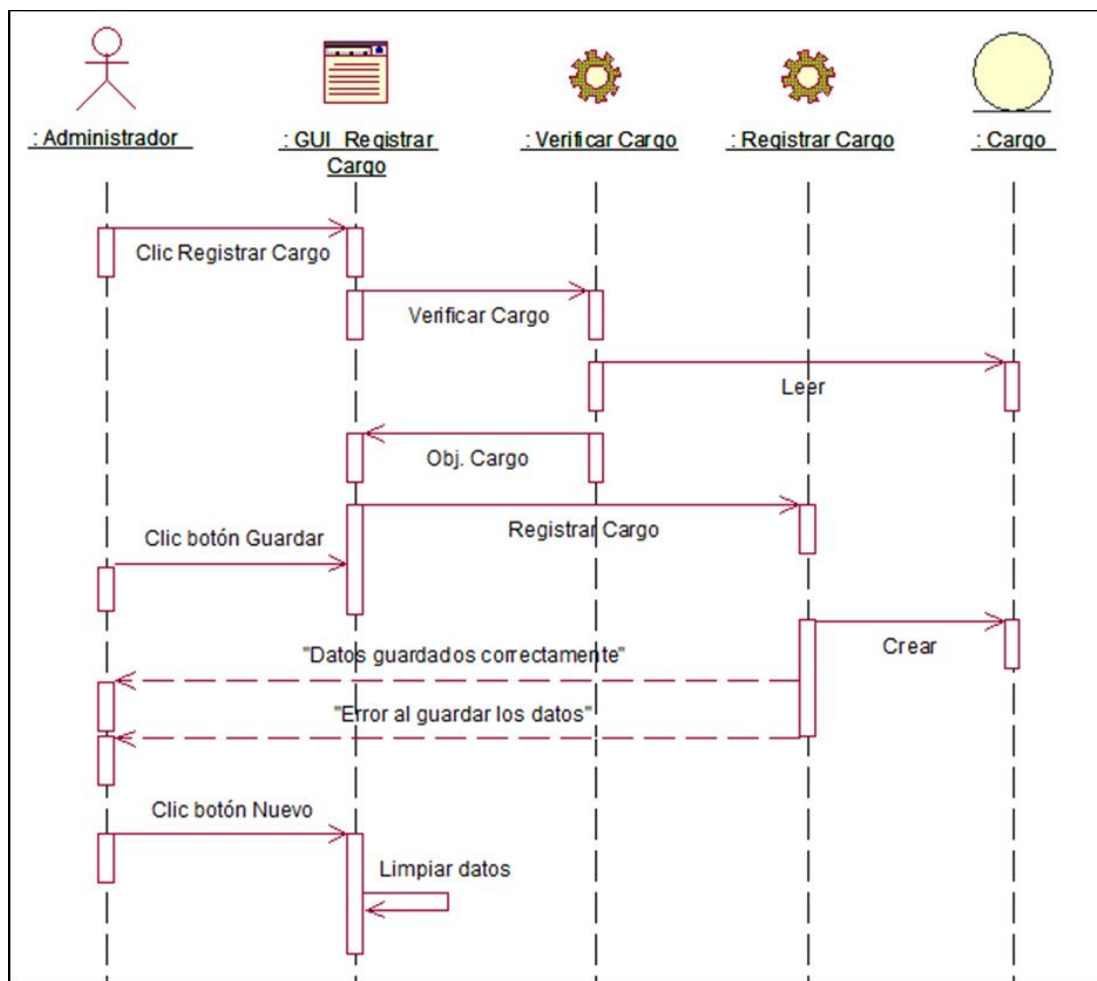 : Administrador
: GUI_Registrar
Cargo
: Verificar Cargo
: Registrar Cargo
: Cargo
Clic Registrar Cargo
Verificar Cargo
Leer
Obj. Cargo
Registrar Cargo
Clic botón Guardar
Crear
"Datos guardados correctamente"
"Error al guardar los datos"
Clic botón Nuevo
Limpiar datos